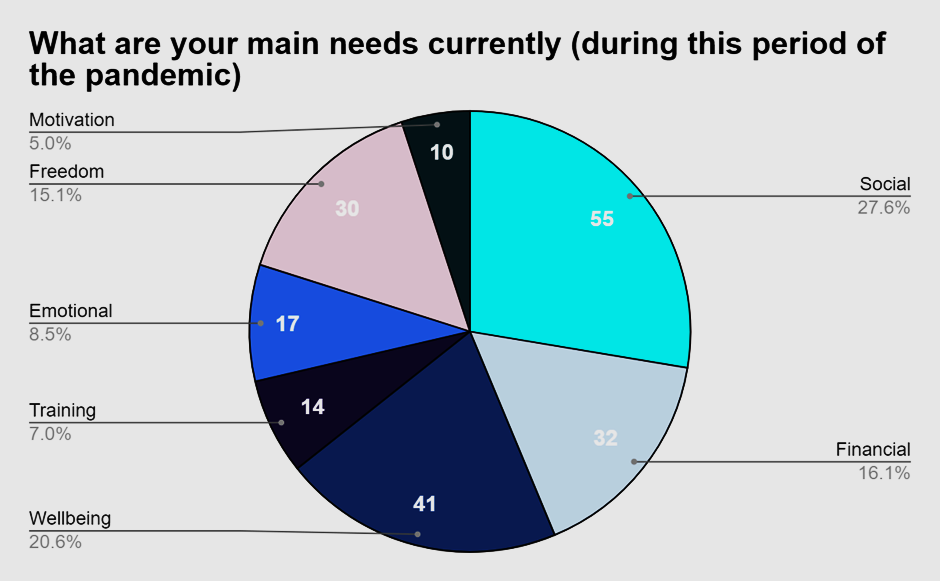 What are your main needs currently (during this period of
the pandemic)
Motivation
5.0%
Freedom
15.1%
Emotional
8.5%
Training
7.0%
Wellbeing
20.6%
Social
27.6%
Financial
16.1%
10
55
30
17
14
32
41